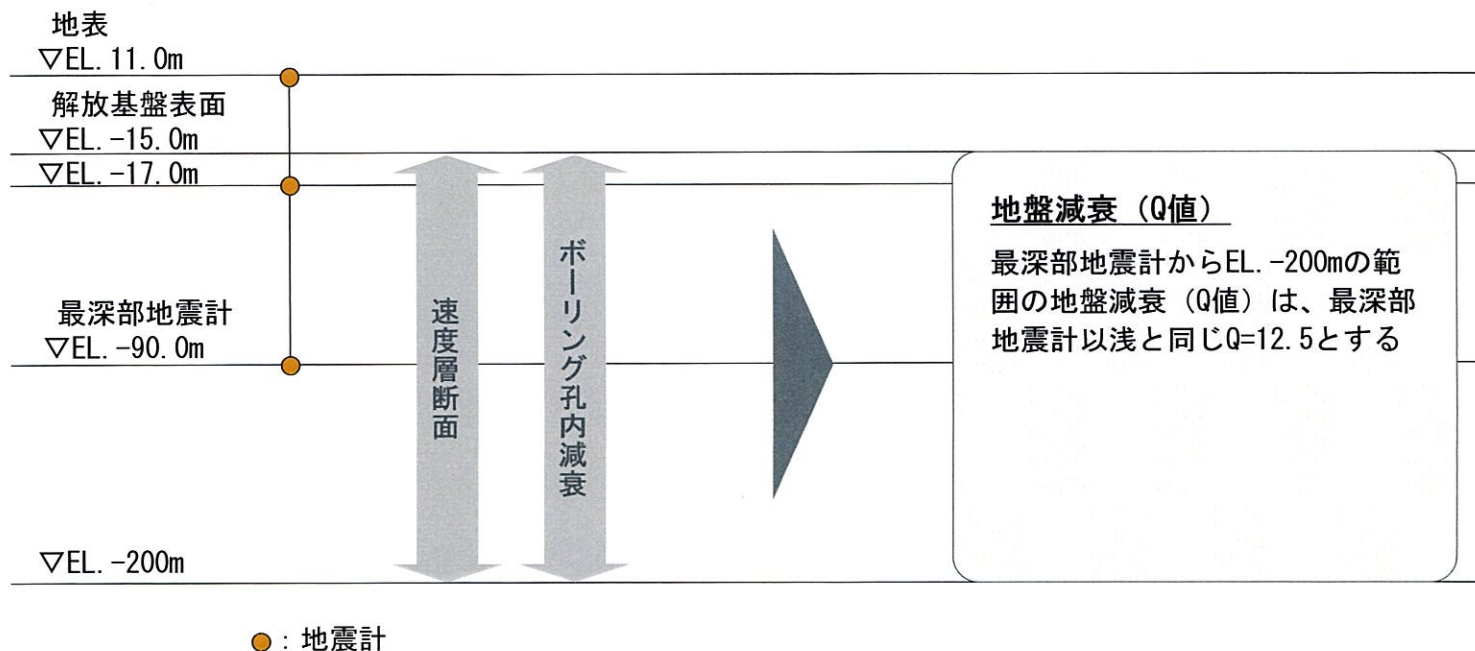 地表
▽EL. 11.0m
解放基盤表面
▽EL. -15.0m
▽EL. -17.0m
最深部地震計
▽EL. -90.0m
▽EL. -200m
速度層断面
ボーリング孔内減衰
地盤減衰（Q値）
最深部地震計からEL. -200mの範
囲の地盤減衰（Q値）は、最深部
地震計以浅と同じQ=12.5とする
：地震計